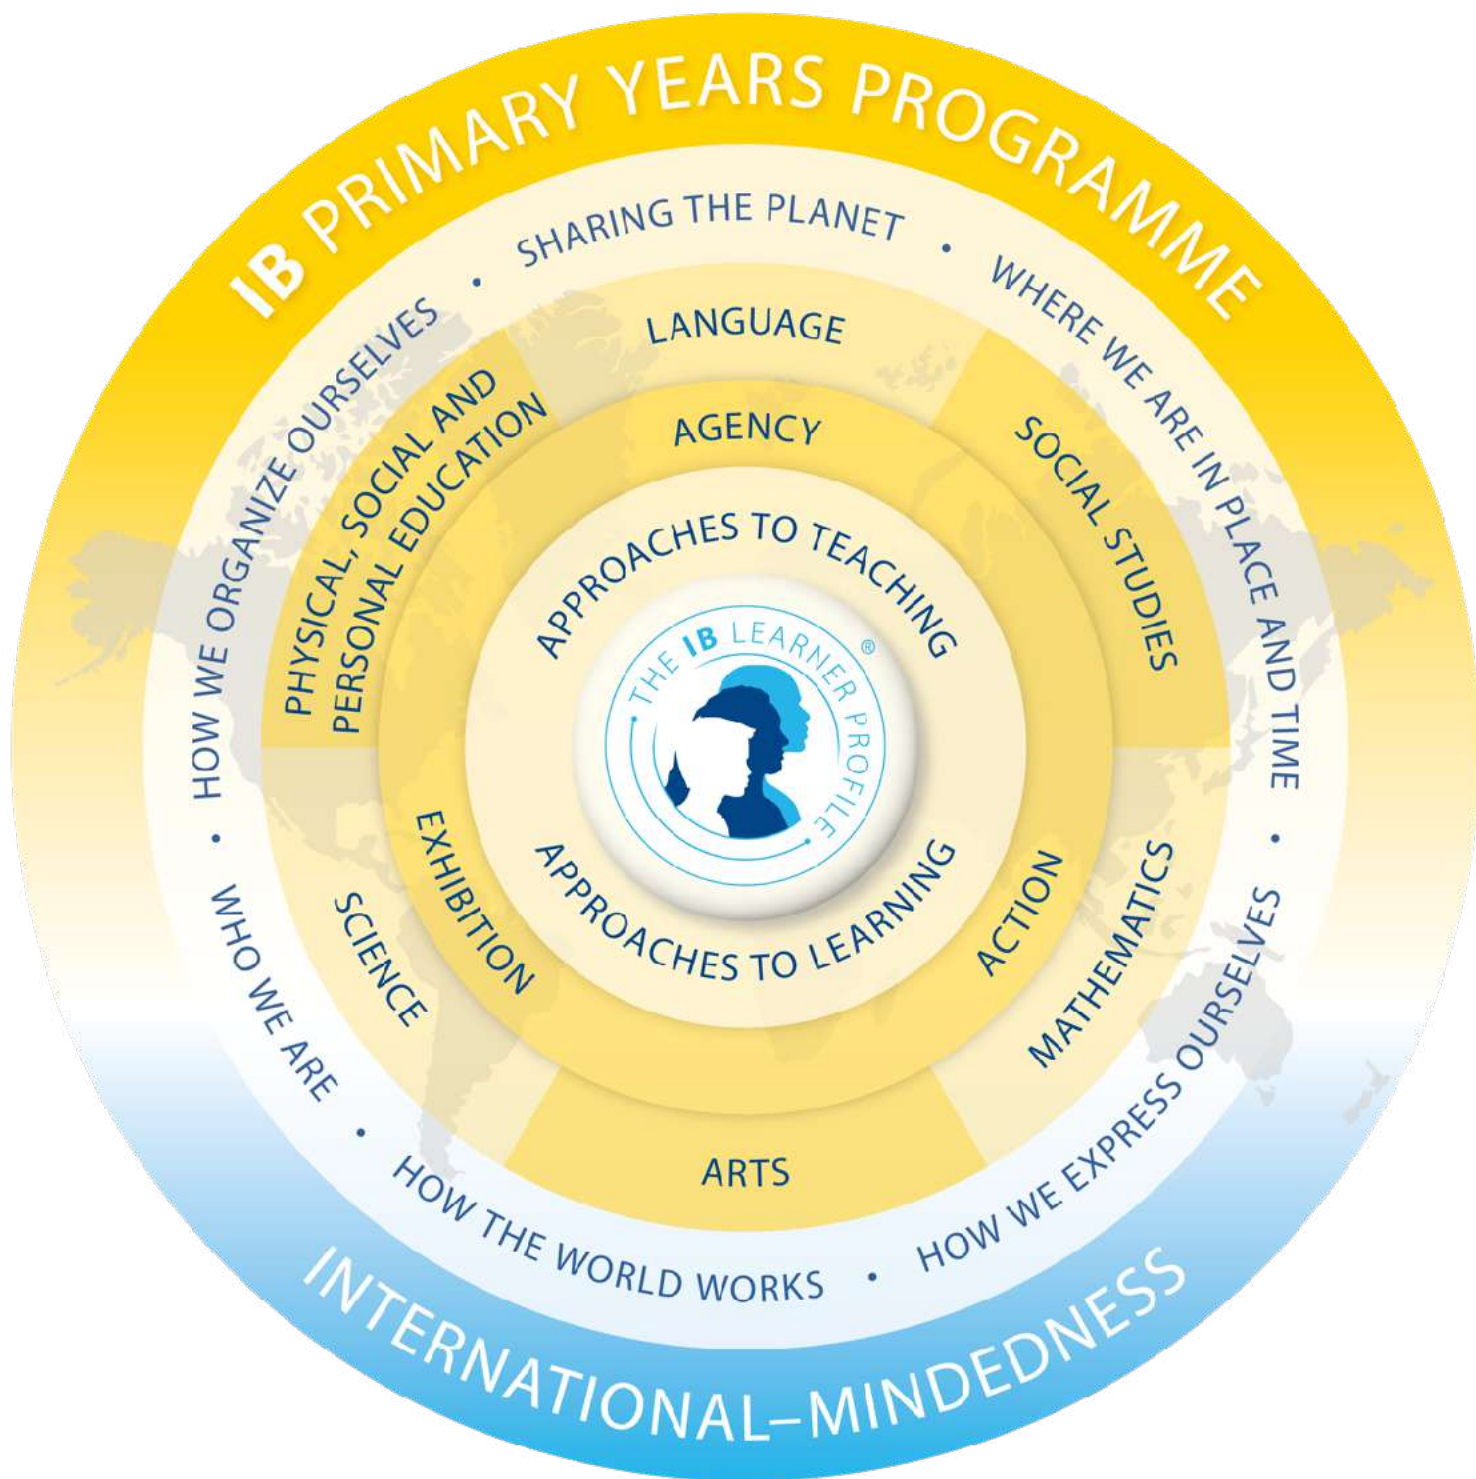 IB PRIMARY YEARS PROGRAMME
SHARING THE PLANET
•
WHERE WE ARE IN PLACE AND TIME
•
HOW WE EXPRESS OURSELVES
•
HOW THE WORLD WORKS
•
WHO WE ARE
•
HOW WE ORGANIZE OURSELVES
•
LANGUAGE
SOCIAL STUDIES
MATHEMATICS
ARTS
SCIENCE
PHYSICAL, SOCIAL AND
PERSONAL EDUCATION
AGENCY
ACTION
EXHIBITION
APPROACHES TO TEACHING
APPROACHES TO LEARNING
• THE IB LEARNER PROFILE • ®
INTERNATIONAL–MINDEDNESS